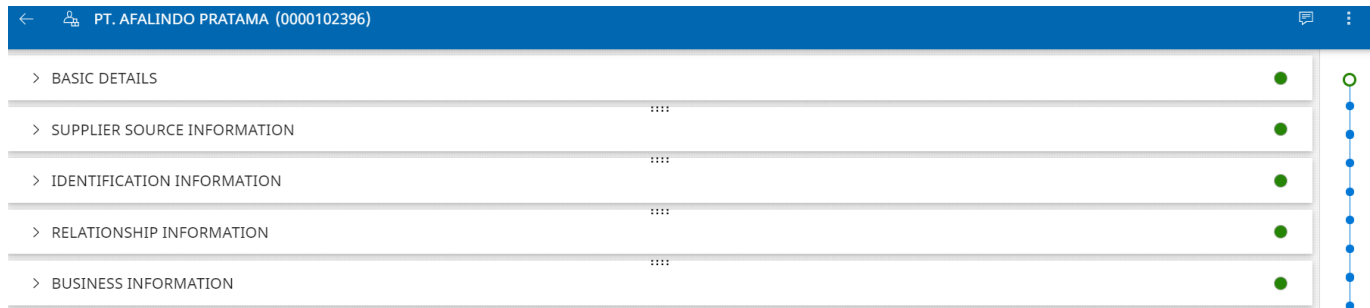 PT. AFALINDO PRATAMA (0000102396)
BASIC DETAILS
SUPPLIER SOURCE INFORMATION
IDENTIFICATION INFORMATION
RELATIONSHIP INFORMATION
BUSINESS INFORMATION